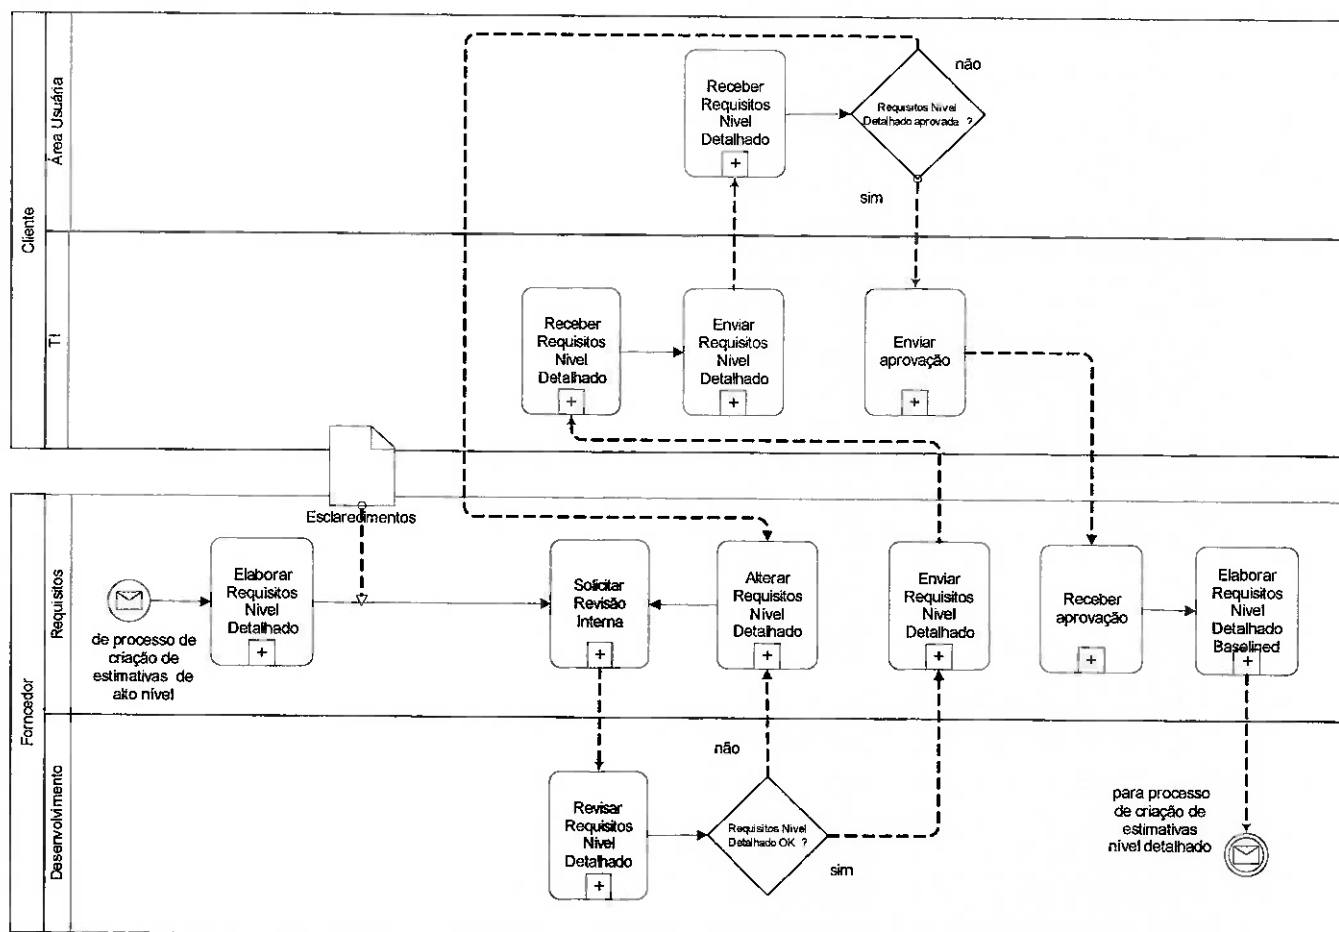 Cliente
Área Usuária
Receber
Requisitos
Nível
Detalhado
+
Requisitos Nivel
Detalhado aprovada ?
não
sim
TI
Receber
Requisitos
Nível
Detalhado
+
Enviar
Requisitos
Nível
Detalhado
+
Enviar
aprovação
+
Esclarecimentos
Forncedor
Requisitos
de processo de
criação de
estimativas de
alto nível
Elaborar
Requisitos
Nível
Detalhado
+
Solicitar
Revisão
Interna
+
Alterar
Requisitos
Nível
Detalhado
+
Enviar
Requisitos
Nível
Detalhado
+
Receber
aprovação
+
Elaborar
Requisitos
Nível
Detalhado
Baselined
+
Desenvolvimento
Revisar
Requisitos
Nível
Detalhado
+
não
Requisitos Nivel
Detalhado OK ?
sim
para processo
de criação de
estimativas
nível detalhado